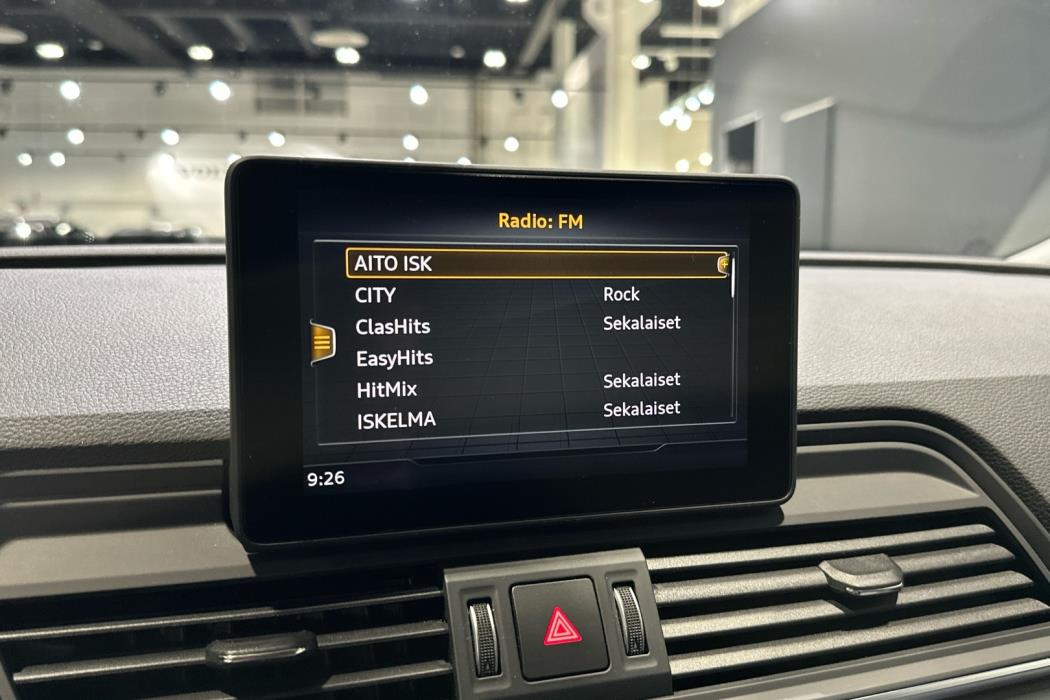 Radio: FM
AITO ISK
CITY Rock
ClasHits Sekalaiset
EasyHits
HitMix Sekalaiset
ISKELMA Sekalaiset
9:26